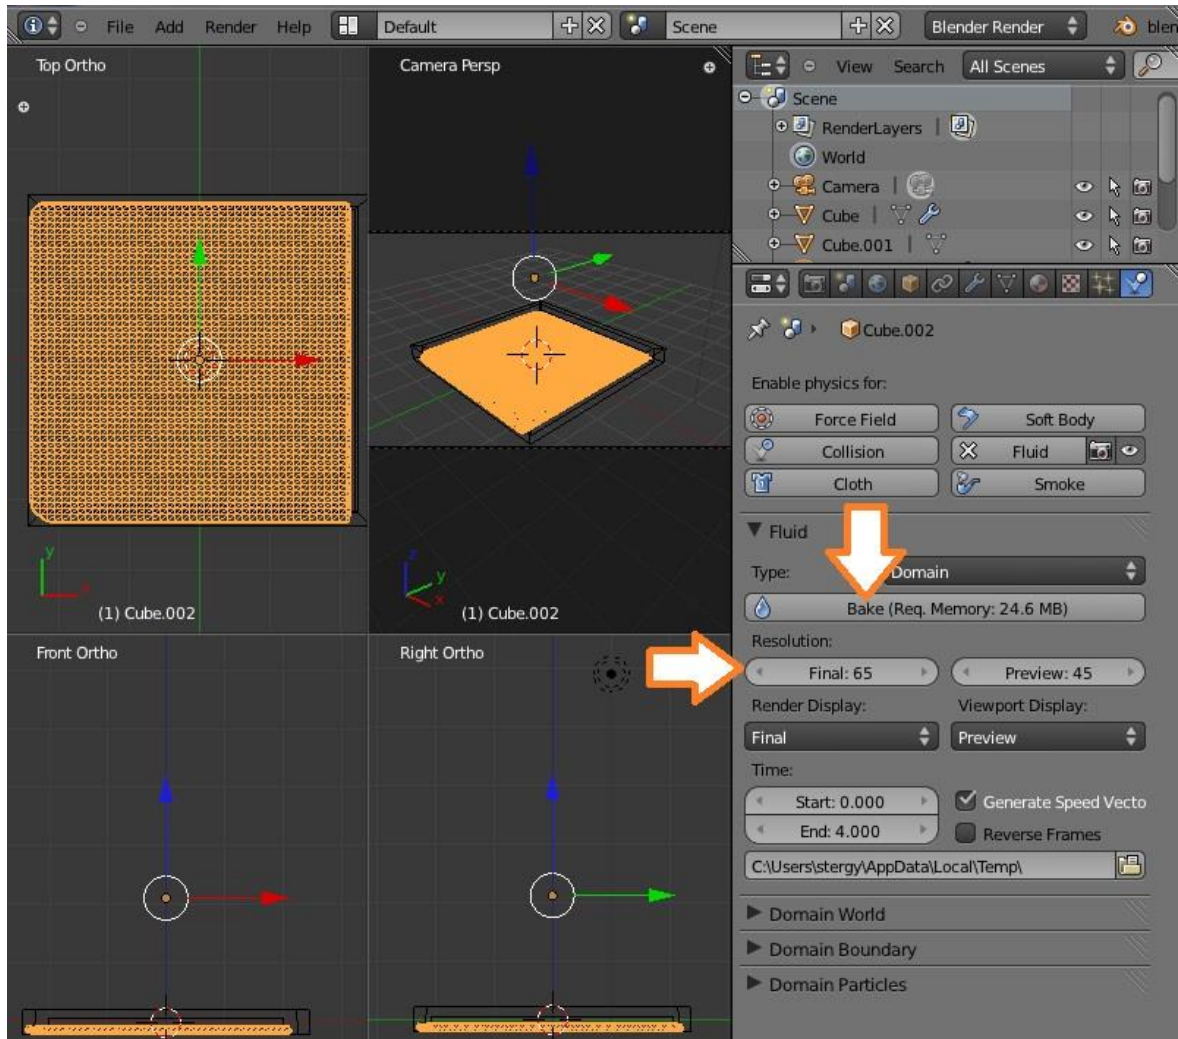 File Add Render Help Default Scene Blender Render
Top Ortho
Camera Persp
View Search All Scenes
Scene
RenderLayers
World
Camera
Cube
Cube.001
Cube.002
Enable physics for:
Force Field Soft Body
Collision Fluid
Cloth Smoke
Fluid
Type: Domain
Bake (Req. Memory: 24.6 MB)
Resolution:
Final: 65 Preview: 45
Render Display: Viewport Display:
Final Preview
Time:
Start: 0.000 Generate Speed Vecto
End: 4.000 Reverse Frames
C:\Users\stergy\AppData\Local\Temp\
Domain World
Domain Boundary
Domain Particles
y
x
(1) Cube.002
z
y
x
(1) Cube.002
Front Ortho
Right Ortho